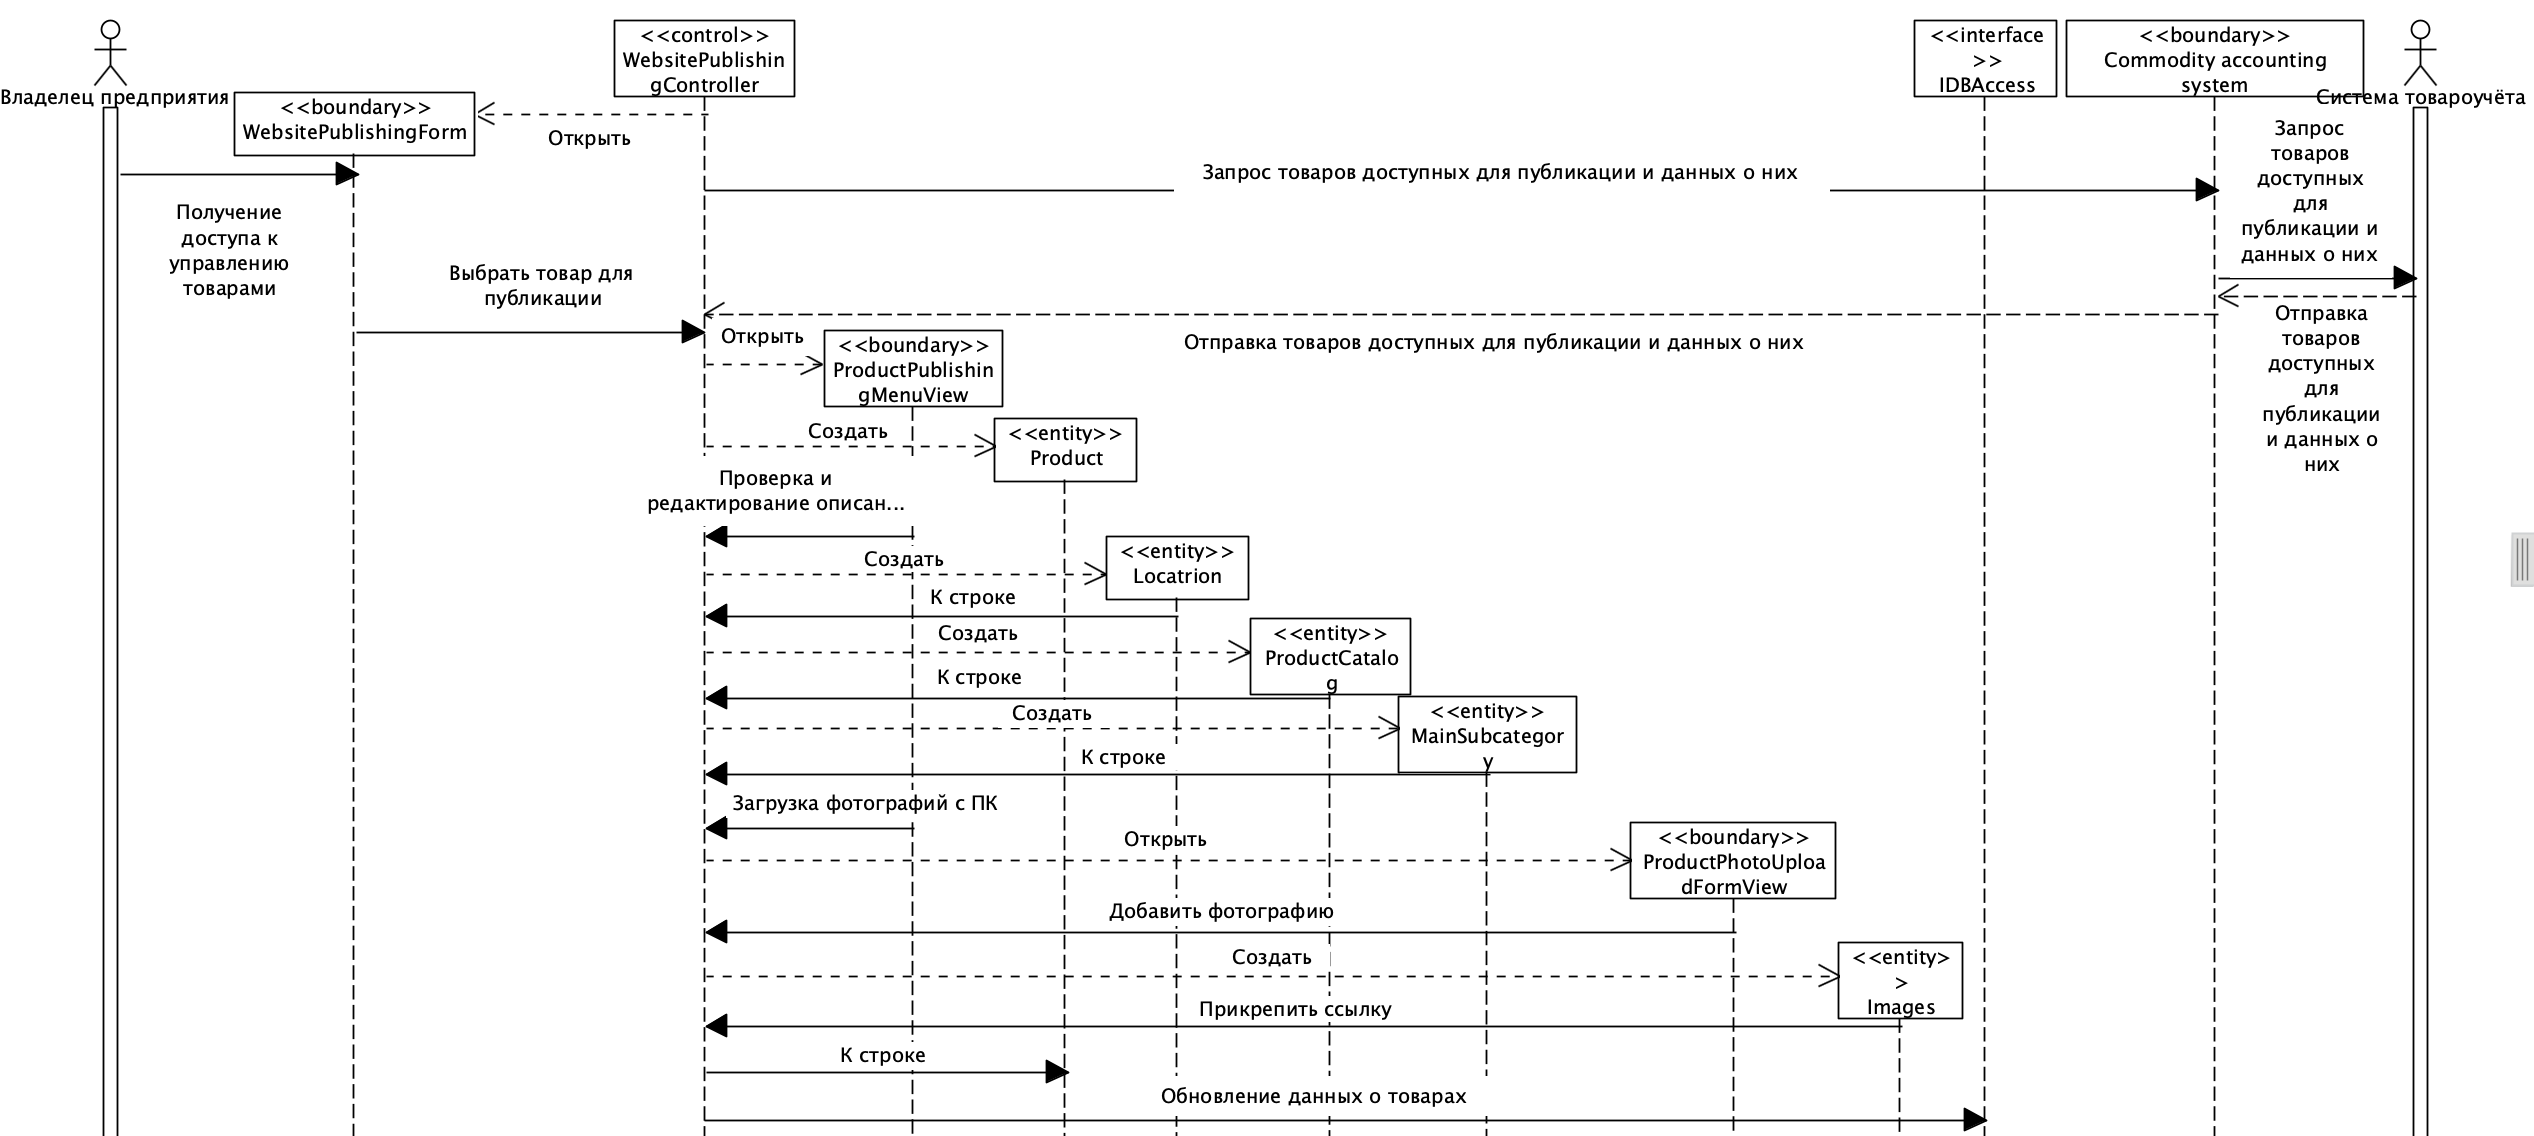 <<control>>
WebsitePublishin
gController
<<interface
>>
IDBAccess
<<boundary>>
Commodity accounting
system
Владелец предприятия
<<boundary>>
WebsitePublishingForm
Система товароучёта
Открыть
Запрос
товаров
доступных
для
публикации и
данных о них
Запрос товаров доступных для публикации и данных о них
Получение
доступа к
управлению
товарами
Выбрать товар для
публикации
Отправка
товаров
доступных
для
публикации
и данных о
них
Открыть
<<boundary>>
ProductPublishin
gMenuView
Отправка товаров доступных для публикации и данных о них
Создать
<<entity>>
Product
Проверка и
редактирование описан...
<<entity>>
Locatrion
Создать
К строке
<<entity>>
ProductCatalo
g
Создать
К строке
<<entity>>
MainSubcategor
y
Создать
К строке
Загрузка фотографий с ПК
<<boundary>>
ProductPhotoUploa
dFormView
Открыть
Добавить фотографию
<<entity>
>
Images
Создать
Прикрепить ссылку
К строке
Обновление данных о товарах